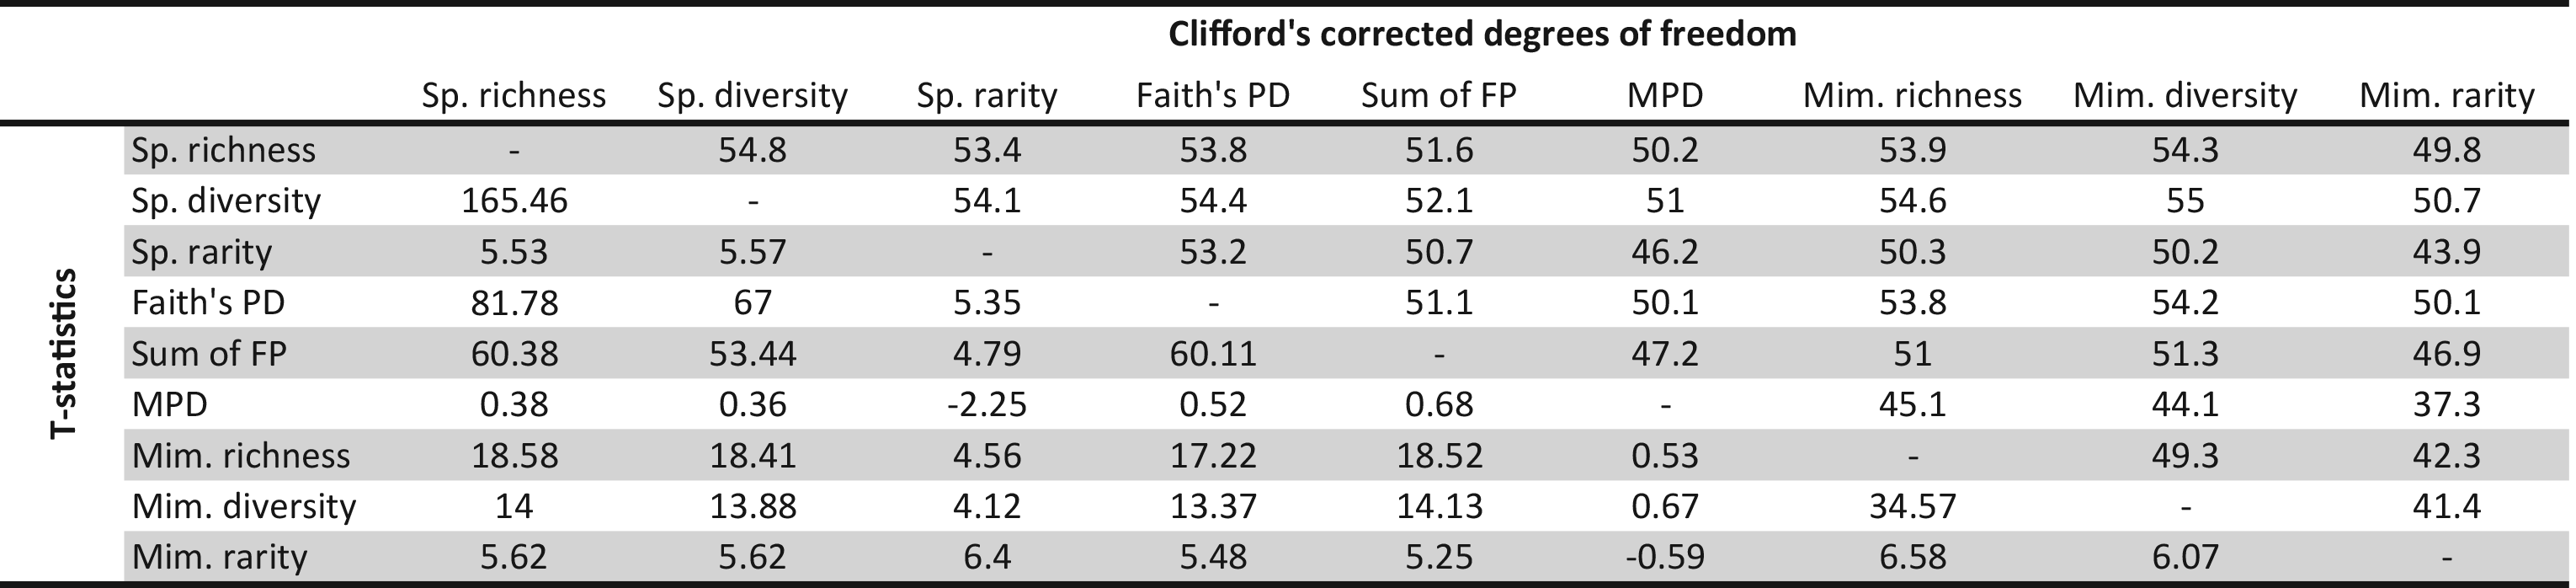 Clifford's corrected degrees of freedom
Sp. richness Sp. diversity Sp. rarity Faith's PD Sum of FP MPD Mim. richness Mim. diversity Mim. rarity
T-statistics
Sp. richness - 54.8 53.4 53.8 51.6 50.2 53.9 54.3 49.8
Sp. diversity 165.46 - 54.1 54.4 52.1 51 54.6 55 50.7
Sp. rarity 5.53 5.57 - 53.2 50.7 46.2 50.3 50.2 43.9
Faith's PD 81.78 67 5.35 - 51.1 50.1 53.8 54.2 50.1
Sum of FP 60.38 53.44 4.79 60.11 - 47.2 51 51.3 46.9
MPD 0.38 0.36 -2.25 0.52 0.68 - 45.1 44.1 37.3
Mim. richness 18.58 18.41 4.56 17.22 18.52 0.53 - 49.3 42.3
Mim. diversity 14 13.88 4.12 13.37 14.13 0.67 34.57 - 41.4
Mim. rarity 5.62 5.62 6.4 5.48 5.25 -0.59 6.58 6.07 -